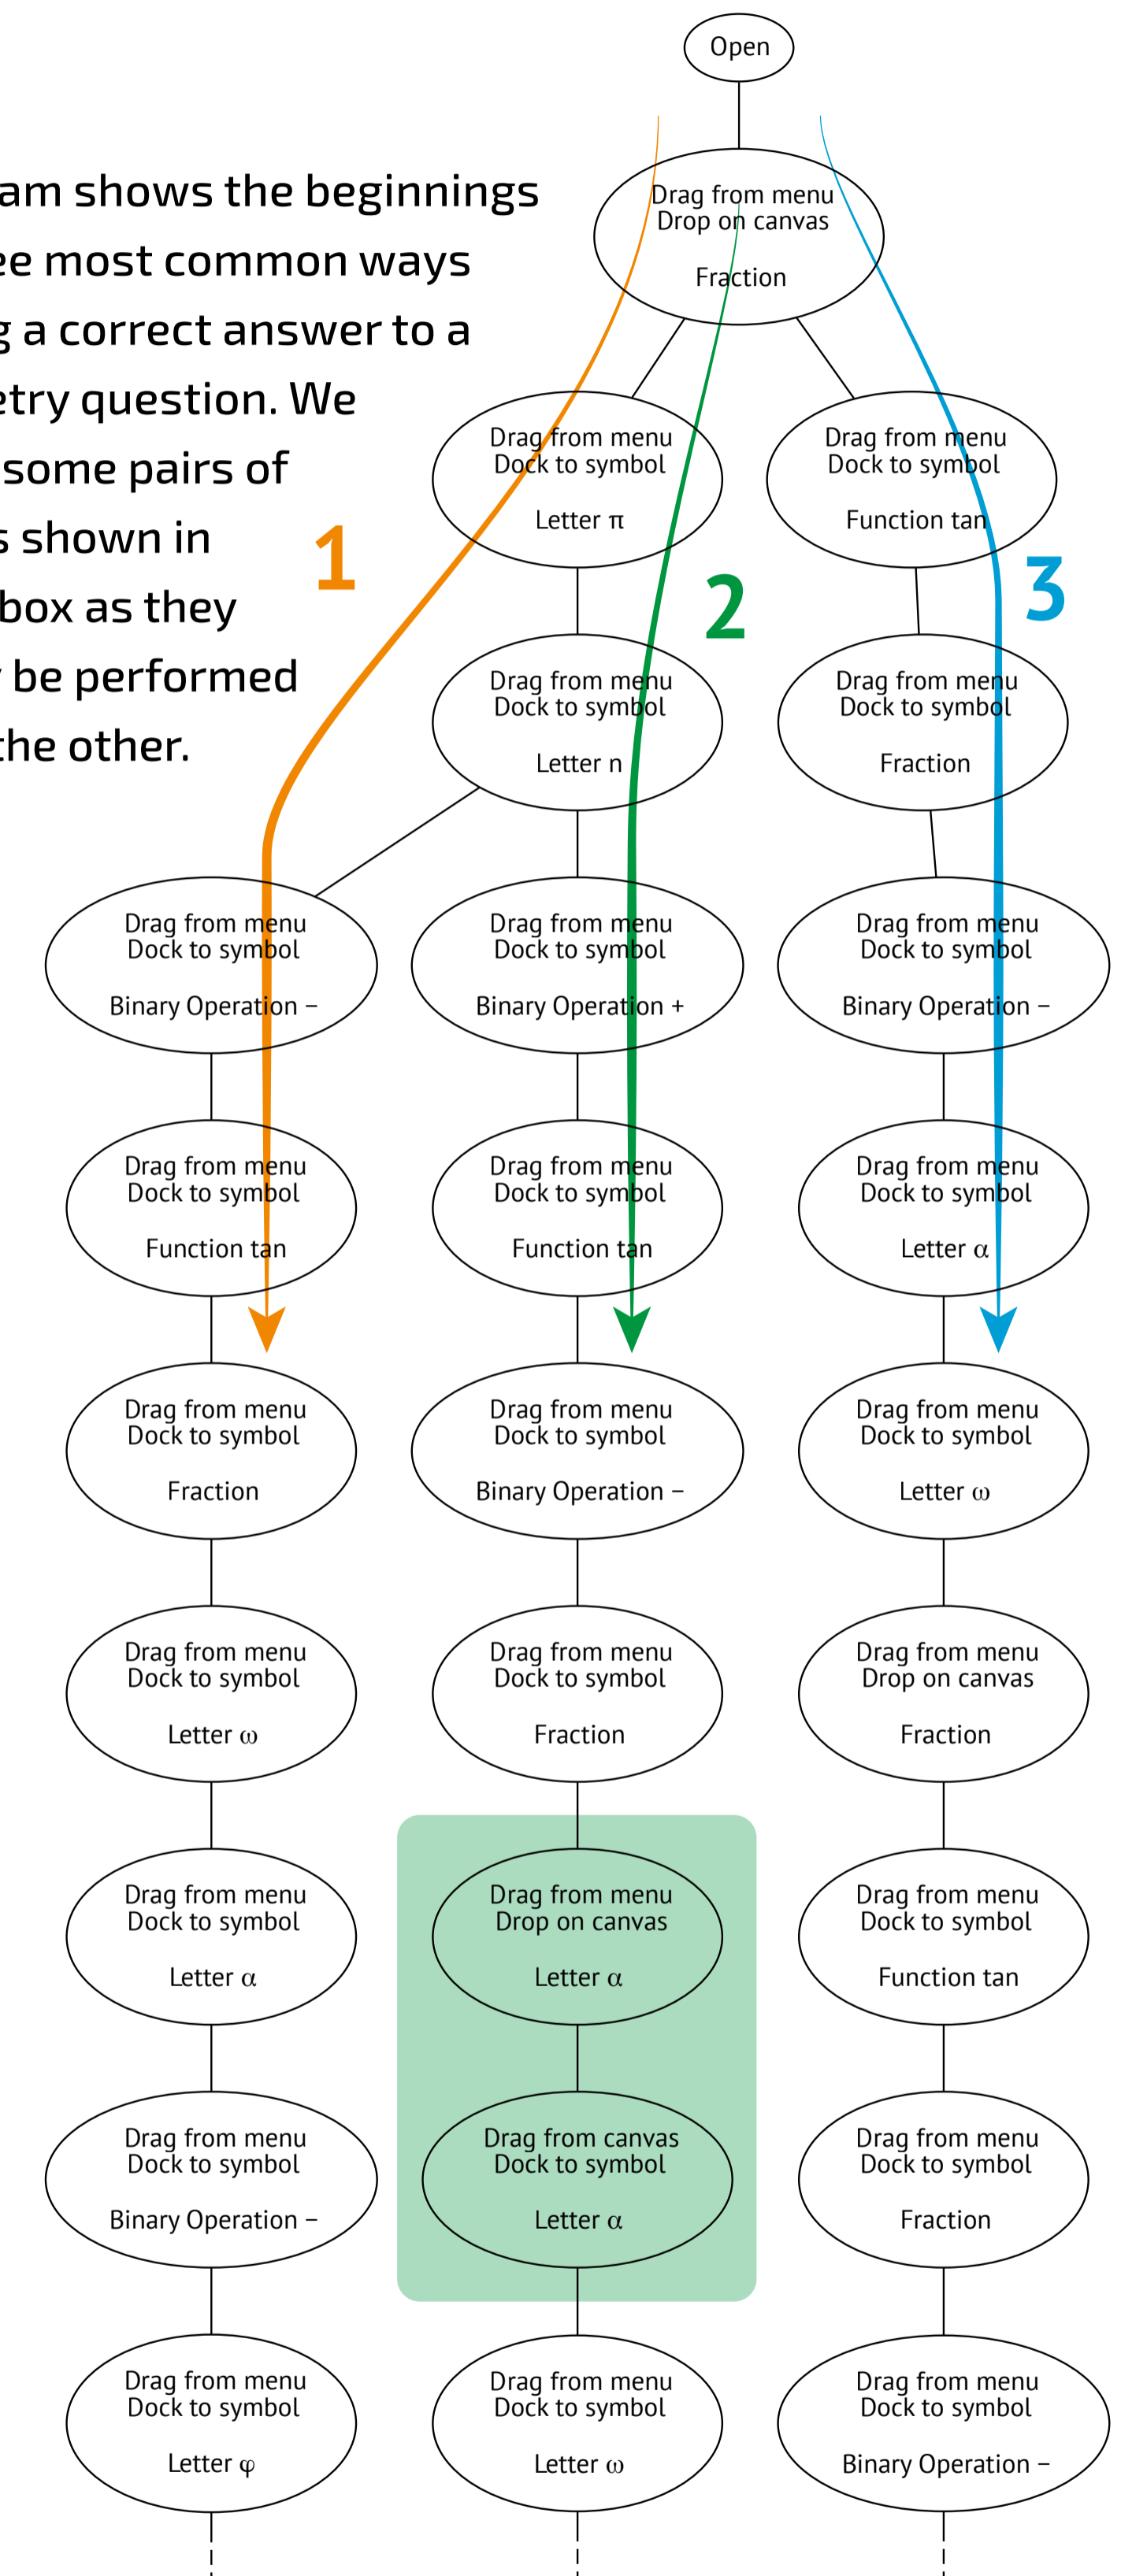 Open
am shows the beginnings
ee most common ways
g a correct answer to a
etry question. We
some pairs of
s shown in
box as they
be performed
the other.
Drag from menu
Drop on canvas
Fraction
1
2
3
Drag from menu
Dock to symbol
Letter π
Drag from menu
Dock to symbol
Function tan
Drag from menu
Dock to symbol
Letter n
Drag from menu
Dock to symbol
Fraction
Drag from menu
Dock to symbol
Binary Operation −
Drag from menu
Dock to symbol
Binary Operation +
Drag from menu
Dock to symbol
Binary Operation −
Drag from menu
Dock to symbol
Function tan
Drag from menu
Dock to symbol
Function tan
Drag from menu
Dock to symbol
Letter α
Drag from menu
Dock to symbol
Fraction
Drag from menu
Dock to symbol
Binary Operation −
Drag from menu
Dock to symbol
Letter ω
Drag from menu
Dock to symbol
Letter ω
Drag from menu
Dock to symbol
Fraction
Drag from menu
Drop on canvas
Fraction
Drag from menu
Dock to symbol
Letter α
Drag from menu
Drop on canvas
Letter α
Drag from menu
Dock to symbol
Function tan
Drag from menu
Dock to symbol
Binary Operation −
Drag from canvas
Dock to symbol
Letter α
Drag from menu
Dock to symbol
Fraction
Drag from menu
Dock to symbol
Letter φ
Drag from menu
Dock to symbol
Letter ω
Drag from menu
Dock to symbol
Binary Operation −